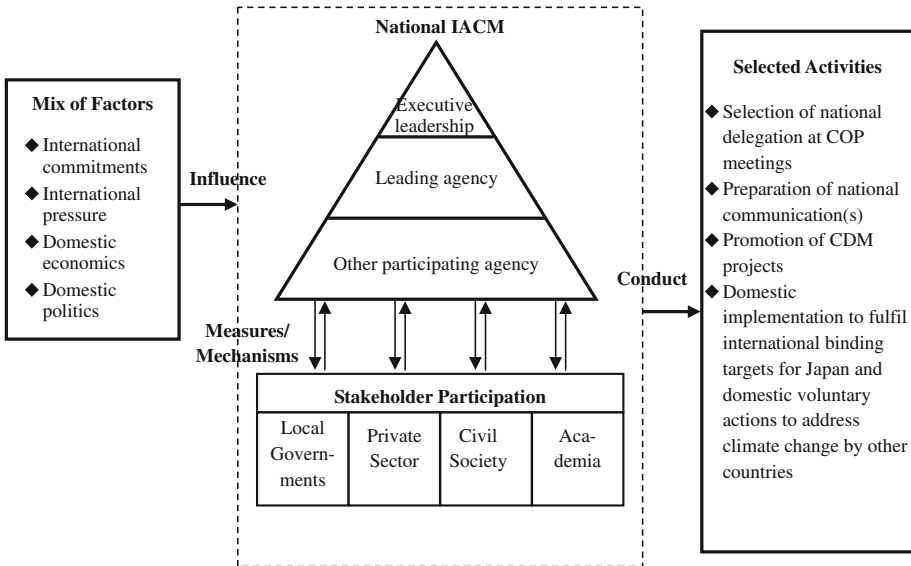 Mix of Factors
◆ International
commitments
◆ International
pressure
◆ Domestic
economics
◆ Domestic
politics
Influence
National IACM
Executive
leadership
Leading agency
Other participating agency
Measures/
Mechanisms
Stakeholder Participation
Local
Govern-
ments
Private
Sector
Civil
Society
Aca-
demia
Conduct
Selected Activities
◆ Selection of national
delegation at COP
meetings
◆ Preparation of national
communication(s)
◆ Promotion of CDM
projects
◆ Domestic
implementation to fulfil
international binding
targets for Japan and
domestic voluntary
actions to address
climate change by other
countries